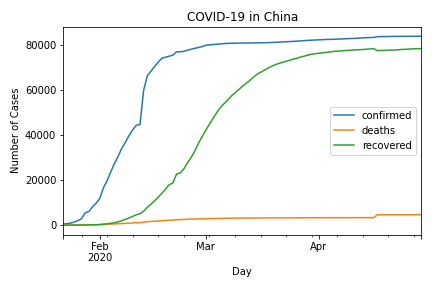 COVID-19 in China
Number of Cases
80000
60000
40000
20000
0
confirmed
deaths
recovered
Feb
2020
Mar
Apr
Day